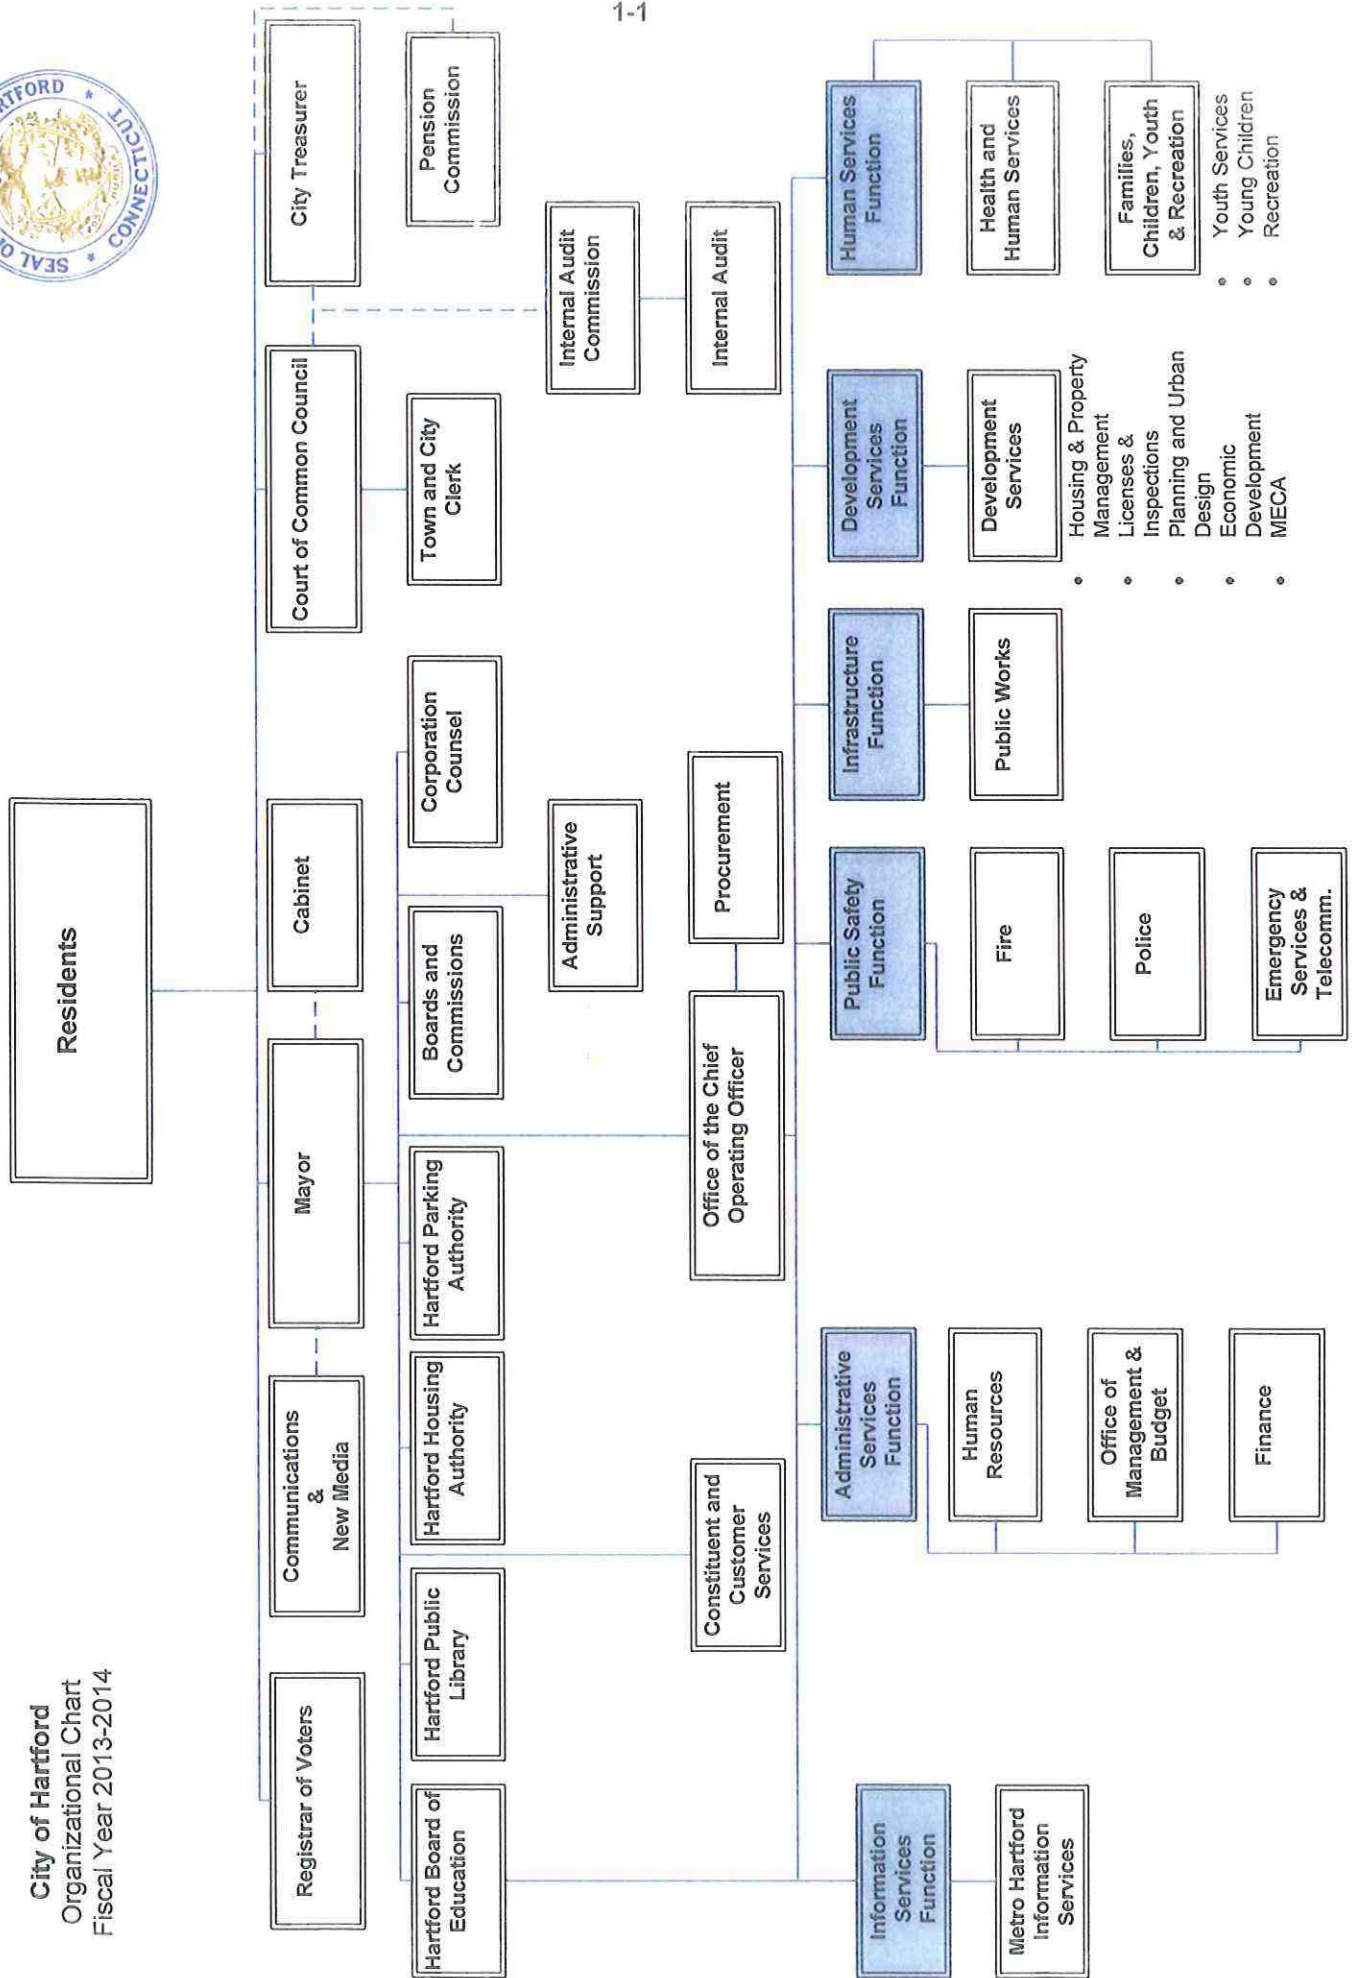 City of Hartford
Organizational Chart
Fiscal Year 2013-2014
SEAL OF
RTFORD * CONNECTICUT *
Residents
Registrar of Voters
Communications
&
New Media
Mayor
Cabinet
Court of Common Council
City Treasurer
Hartford Board of
Education
Hartford Public
Library
Hartford Housing
Authority
Hartford Parking
Authority
Boards and
Commissions
Corporation
Counsel
Town and City
Clerk
Pension
Commission
Administrative
Support
Internal Audit
Commission
Constituent and
Customer
Services
Office of the Chief
Operating Officer
Procurement
Internal Audit
Information
Services
Function
Administrative
Services
Function
Public Safety
Function
Infrastructure
Function
Development
Services
Function
Human Services
Function
Metro Hartford
Information
Services
Human
Resources
Office of
Management &
Budget
Finance
Fire
Police
Emergency
Services &
Telecomm.
Public Works
Development
Services
• Housing & Property
Management
• Licenses &
Inspections
• Planning and Urban
Design
• Economic
Development
• MECA
Health and
Human Services
Families,
Children, Youth
& Recreation
• Youth Services
• Young Children
• Recreation
1-1